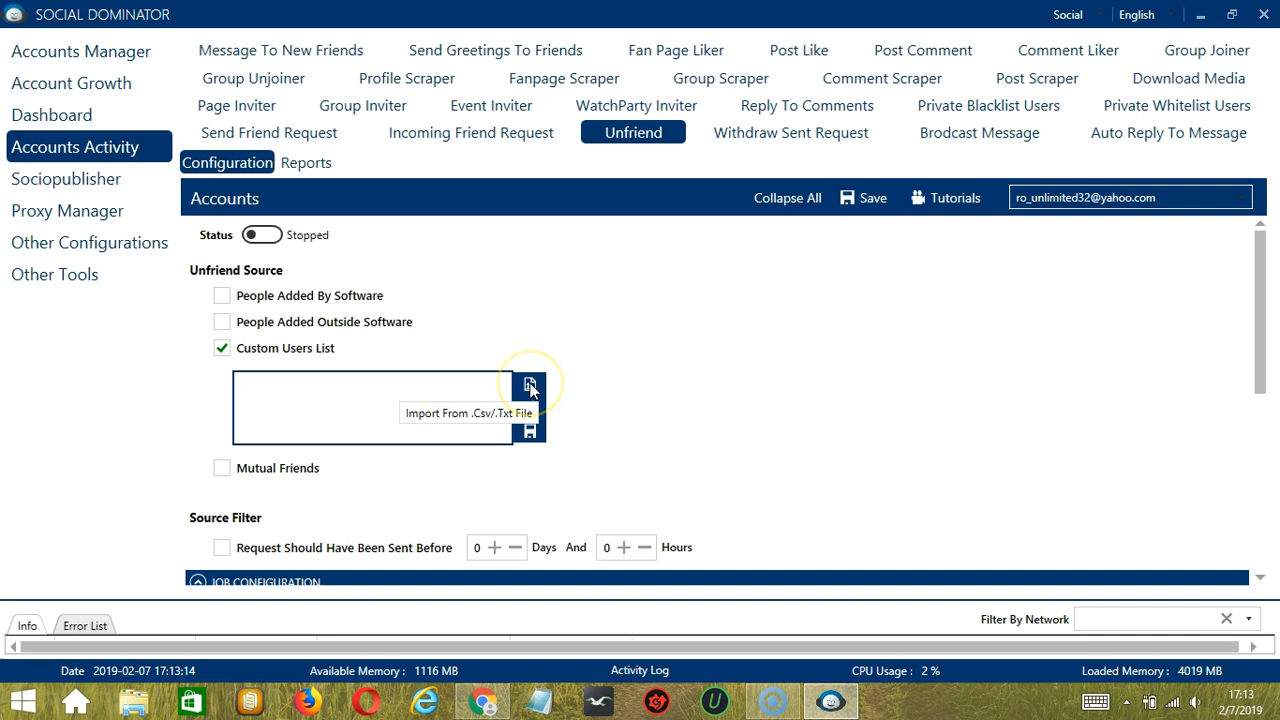 SOCIAL DOMINATOR Social English
Accounts Manager
Account Growth
Dashboard
Accounts Activity
Sociopublisher
Proxy Manager
Other Configurations
Other Tools
Message To New Friends Send Greetings To Friends Fan Page Liker Post Like Post Comment Comment Liker Group Joiner
Group Unjoiner Profile Scraper Fanpage Scraper Group Scraper Comment Scraper Post Scraper Download Media
Page Inviter Group Inviter Event Inviter WatchParty Inviter Reply To Comments Private Blacklist Users Private Whitelist Users
Send Friend Request Incoming Friend Request Unfriend Withdraw Sent Request Brodcast Message Auto Reply To Message
Configuration Reports
Accounts Collapse All Save Tutorials ro_unlimited32@yahoo.com
Status Stopped
Unfriend Source
People Added By Software
People Added Outside Software
Custom Users List
Import From .Csv/.Txt File
Mutual Friends
Source Filter
Request Should Have Been Sent Before 0 Days And 0 Hours
JOB CONFIGURATION
Info Error List Filter By Network
Date 2019-02-07 17:13:14 Available Memory : 1116 MB Activity Log CPU Usage : 2 % Loaded Memory : 4019 MB
17:13
2/7/2019